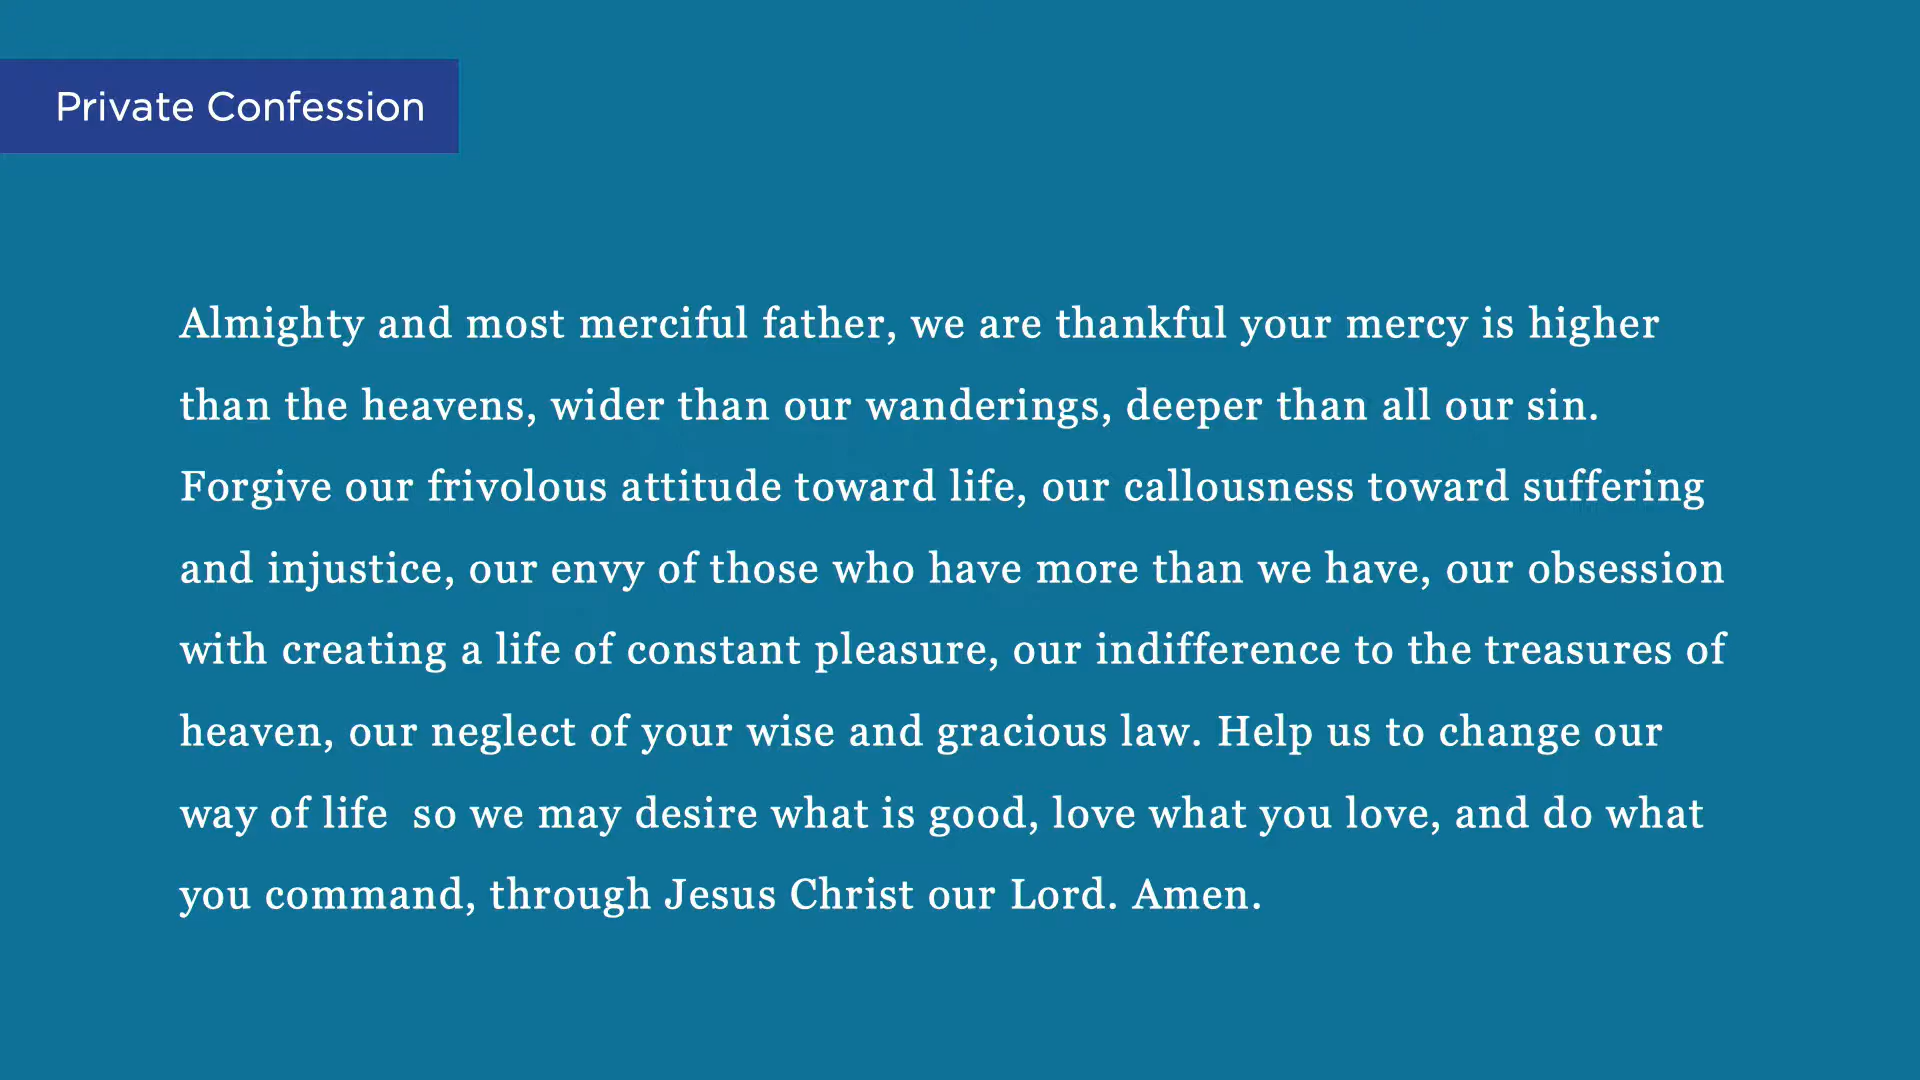 Private Confession
Almighty and most merciful father, we are thankful your mercy is higher
than the heavens, wider than our wanderings, deeper than all our sin.
Forgive our frivolous attitude toward life, our callousness toward suffering
and injustice, our envy of those who have more than we have, our obsession
with creating a life of constant pleasure, our indifference to the treasures of
heaven, our neglect of your wise and gracious law. Help us to change our
way of life  so we may desire what is good, love what you love, and do what
you command, through Jesus Christ our Lord. Amen.